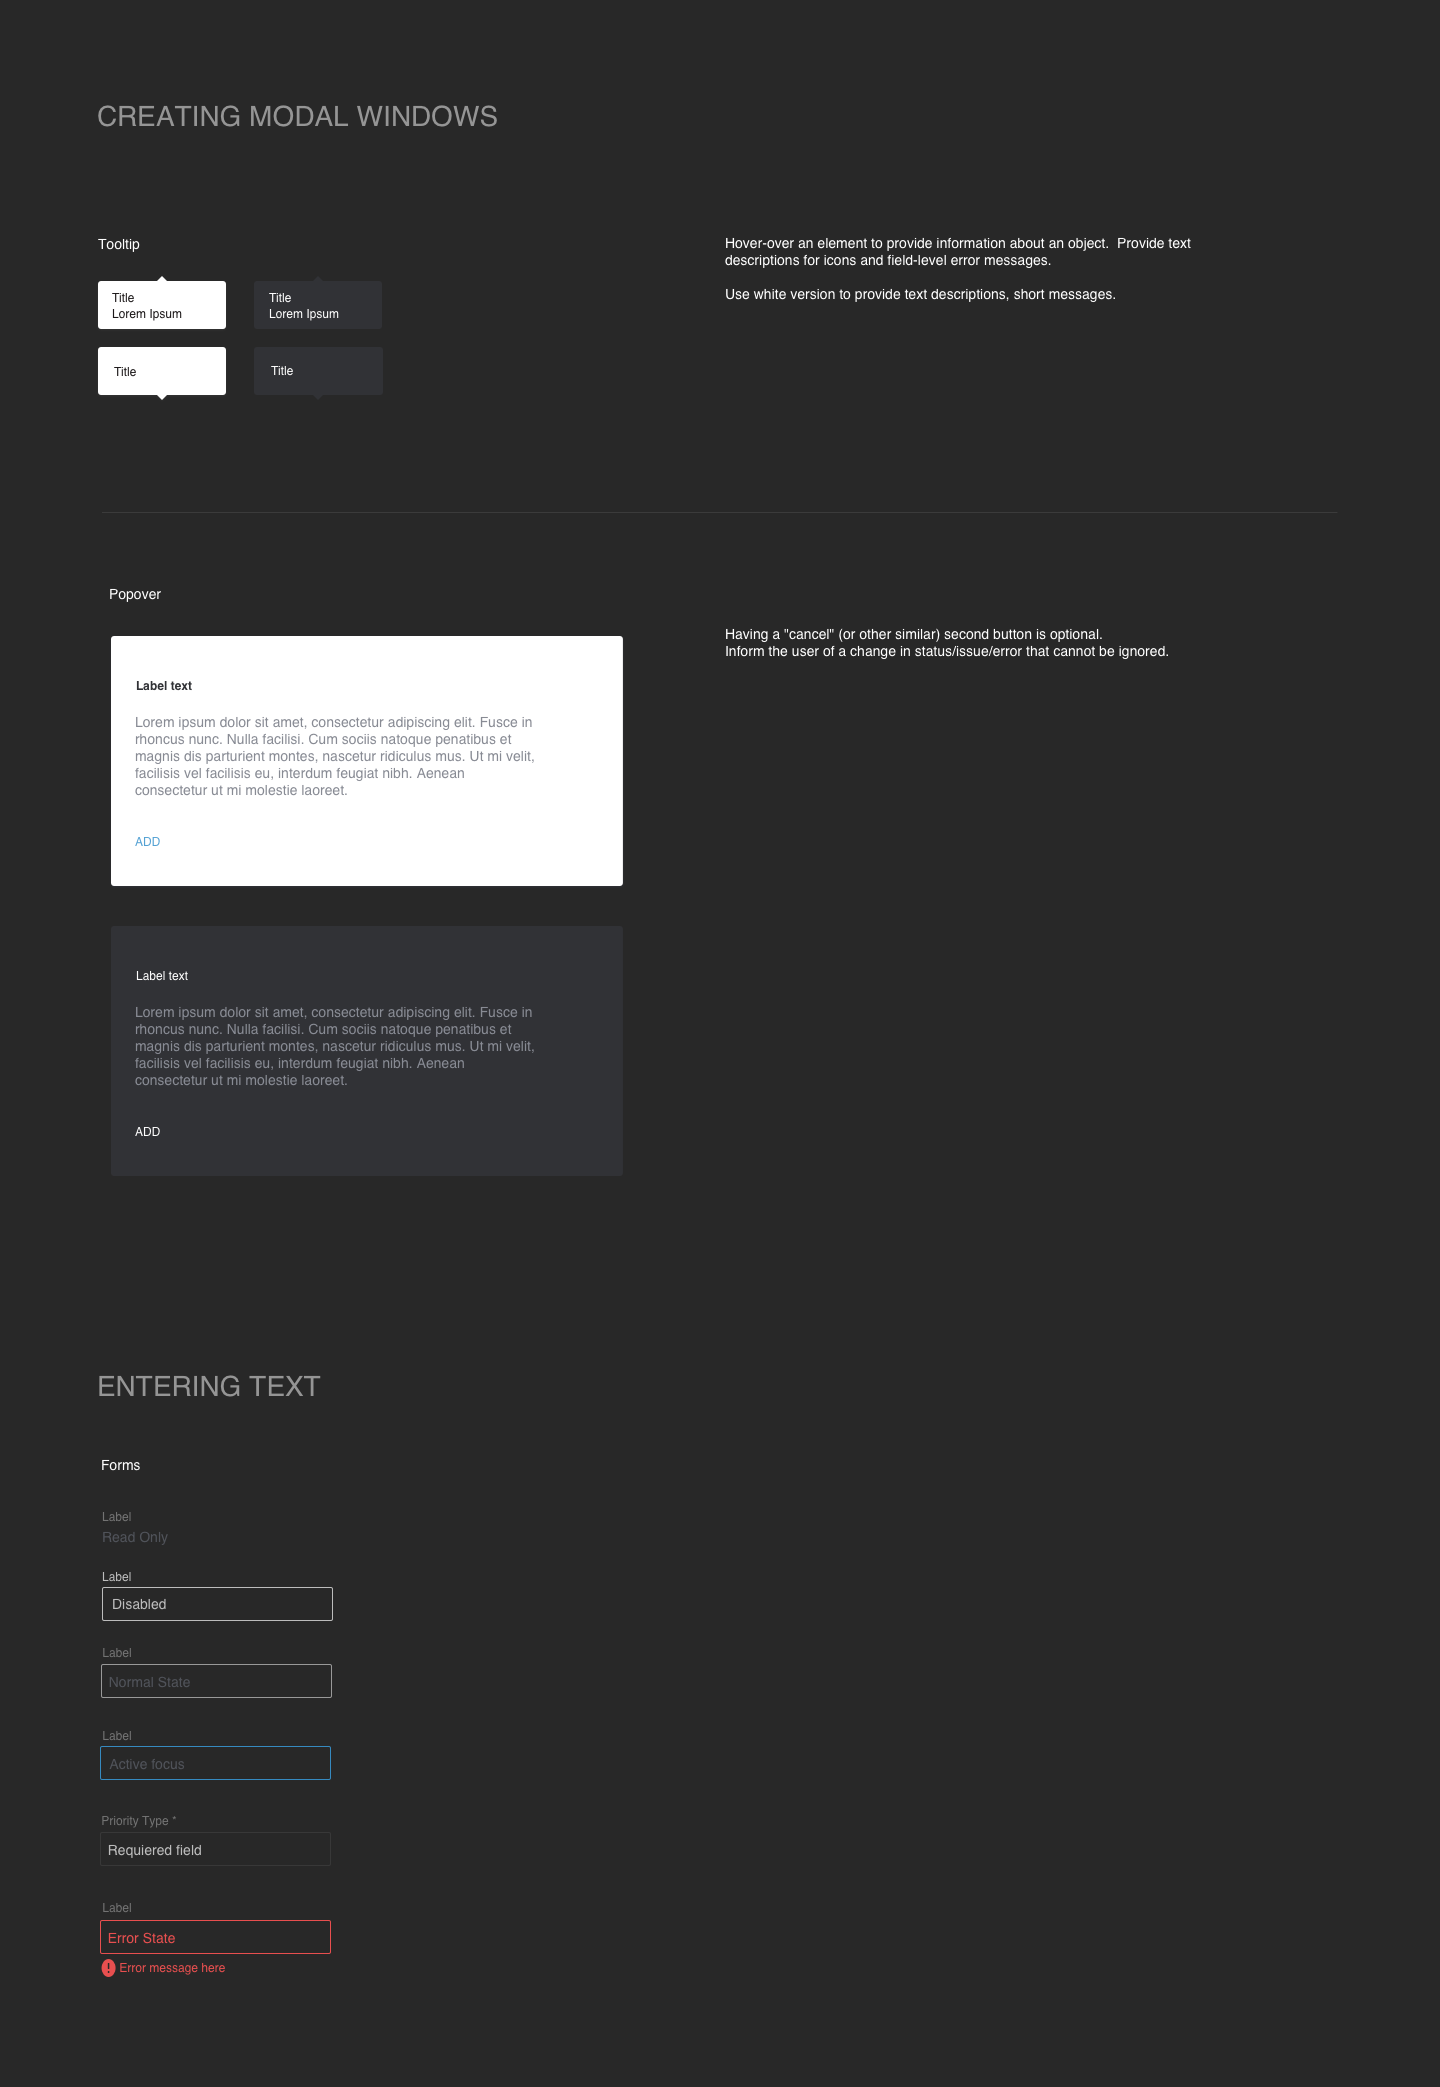 CREATING MODAL WINDOWS
Tooltip
Title
Lorem Ipsum
Title
Lorem Ipsum
Title
Title
Hover-over an element to provide information about an object.  Provide text
descriptions for icons and field-level error messages.
Use white version to provide text descriptions, short messages.
Popover
Label text
Lorem ipsum dolor sit amet, consectetur adipiscing elit. Fusce in
rhoncus nunc. Nulla facilisi. Cum sociis natoque penatibus et
magnis dis parturient montes, nascetur ridiculus mus. Ut mi velit,
facilisis vel facilisis eu, interdum feugiat nibh. Aenean
consectetur ut mi molestie laoreet.
ADD
Having a "cancel" (or other similar) second button is optional.
Inform the user of a change in status/issue/error that cannot be ignored.
Label text
Lorem ipsum dolor sit amet, consectetur adipiscing elit. Fusce in
rhoncus nunc. Nulla facilisi. Cum sociis natoque penatibus et
magnis dis parturient montes, nascetur ridiculus mus. Ut mi velit,
facilisis vel facilisis eu, interdum feugiat nibh. Aenean
consectetur ut mi molestie laoreet.
ADD
ENTERING TEXT
Forms
Label
Read Only
Label
Disabled
Label
Normal State
Label
Active focus
Priority Type *
Requiered field
Label
Error State
Error message here